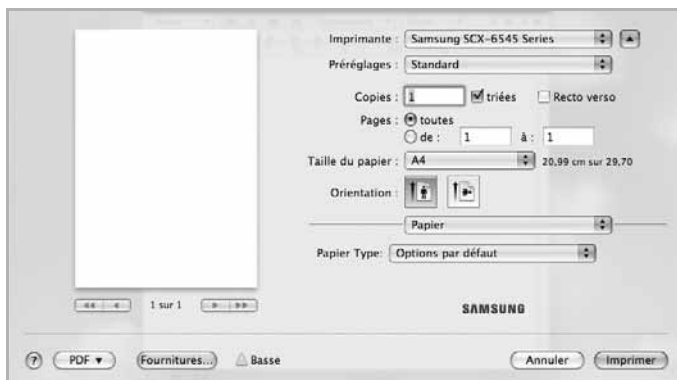 Imprimante : Samsung SCX-6545 Series
Préréglages : Standard
Copies : 1 triées Recto verso
Pages : toutes
de : 1 à : 1
Taille du papier : A4 20,99 cm sur 29,70
Orientation :
Papier
Papier Type: Options par défaut
1 sur 1
SAMSUNG
? PDF Fournitures... Basse Annuler Imprimer